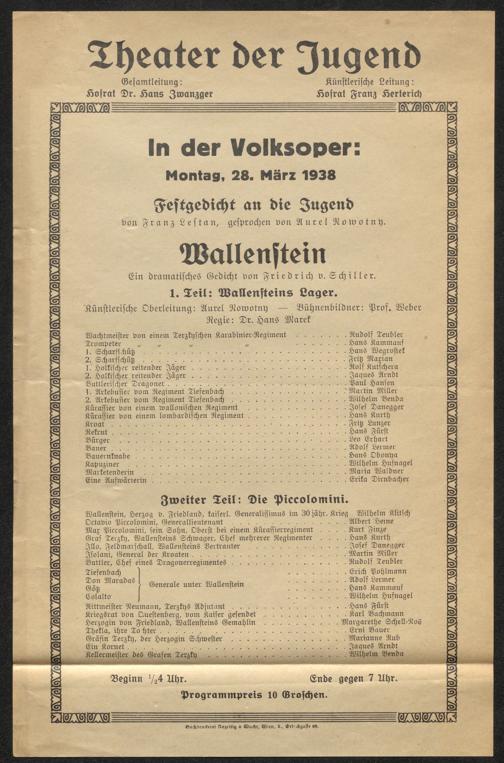 Theater der Jugend
Gesamtleitung: Künstlerische Leitung:
Hofrat Dr. Hans Zwanzger Hofrat Franz Herterich
In der Volksoper:
Montag, 28. März 1938
Festgedicht an die Jugend
von Franz Lestan, gesprochen von Aurel Nowotny.
Wallenstein
Ein dramatisches Gedicht von Friedrich v. Schiller.
1. Teil: Wallensteins Lager.
Künstlerische Oberleitung: Aurel Nowotny — Bühnenbildner: Prof. Weber
Regie: Dr. Hans Marek
Wachtmeister von einem Terzkyschen Karabinier-Regiment Rudolf Teubler
Trompeter " " " " Hans Kammauf
1. Scharfschütz Hans Wegrostek
2. Scharfschütz Fritz Mazian
1. Holkscher reitender Jäger Rolf Kutschera
2. Holkscher reitender Jäger Jaques Arndt
Buttlerischer Dragoner Paul Hansen
1. Arkebusier vom Regiment Tiefenbach Martin Miller
2. Arkebusier vom Regiment Tiefenbach Wilhelm Benda
Kürassier von einem wallonischen Regiment Josef Danegger
Kürassier von einem lombardischen Regiment Hans Kurth
Kroat Fritz Lunzer
Rekrut Hans Fürst
Bürger Leo Erhart
Bauer Adolf Lermer
Bauernknabe Hans Obonya
Kapuziner Wilhelm Hufnagel
Marketenderin Maria Waldner
Eine Aufwärterin Erika Dirnbacher
Zweiter Teil: Die Piccolomini.
Wallenstein, Herzog v. Friedland, kaiserl. Generalissimus im 30jähr. Krieg Wilhelm Klitsch
Octavio Piccolomini, Generallieutenant Albert Heine
Max Piccolomini, sein Sohn, Oberst bei einem Kürassierregiment Kurt Finze
Graf Terzky, Wallensteins Schwager, Chef mehrerer Regimenter Hans Kurth
Illo, Feldmarschall, Wallensteins Vertrauter Josef Danegger
Isolani, General der Kroaten Martin Miller
Buttler, Chef eines Dragonerregimentes Rudolf Teubler
Tiefenbach Erich Pohlmann
Don Maradas Adolf Lermer
Generale unter Wallenstein
Götz Hans Kammauf
Colalto Wilhelm Hufnagel
Rittmeister Neumann, Terzkys Adjutant Hans Fürst
Kriegsrat von Questenberg, vom Kaiser gesendet Karl Bachmann
Herzogin von Friedland, Wallensteins Gemahlin Margarethe Schell-Noé
Thekla, ihre Tochter Erni Bauer
Gräfin Terzky, der Herzogin Schwester Marianne Rub
Ein Kornet Jaques Arndt
Kellermeister des Grafen Terzky Wilhelm Benda
Beginn ½4 Uhr. Ende gegen 7 Uhr.
Programmpreis 10 Groschen.